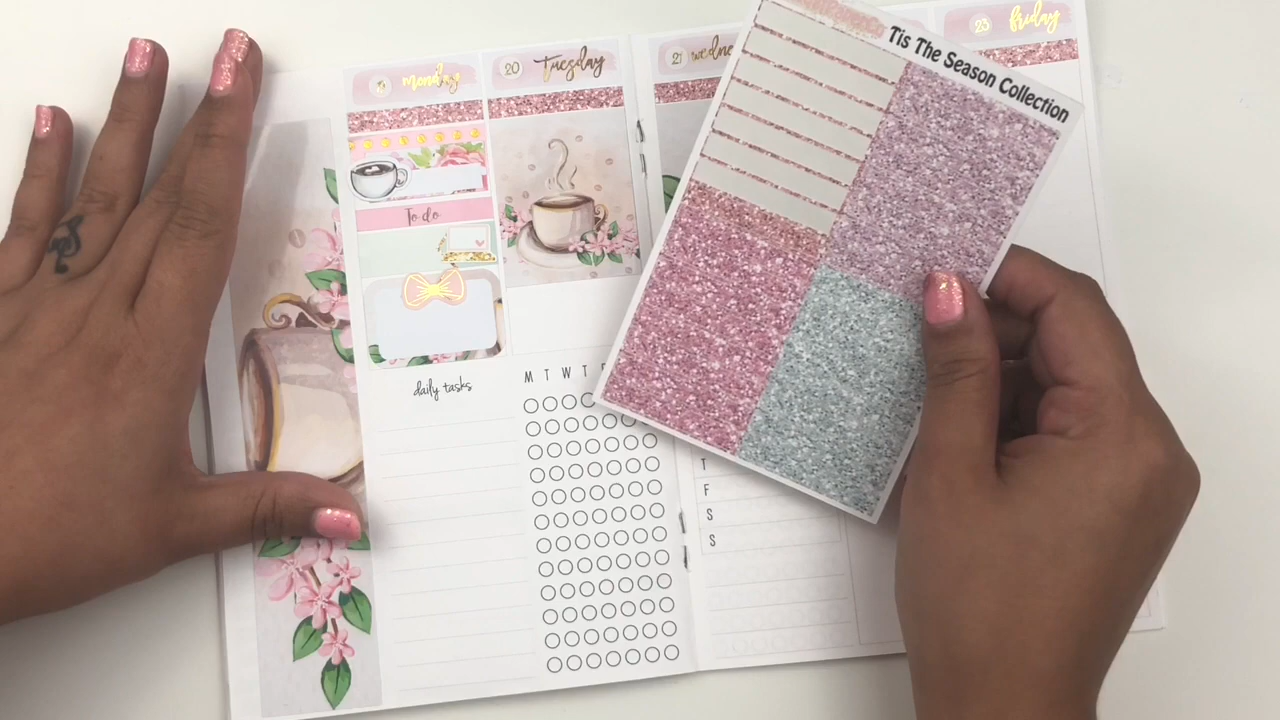 monday
20 Tuesday
21 wedne
23 friday
Tis The Season Collection
To do
daily tasks
M T W T F
T
F
S
S